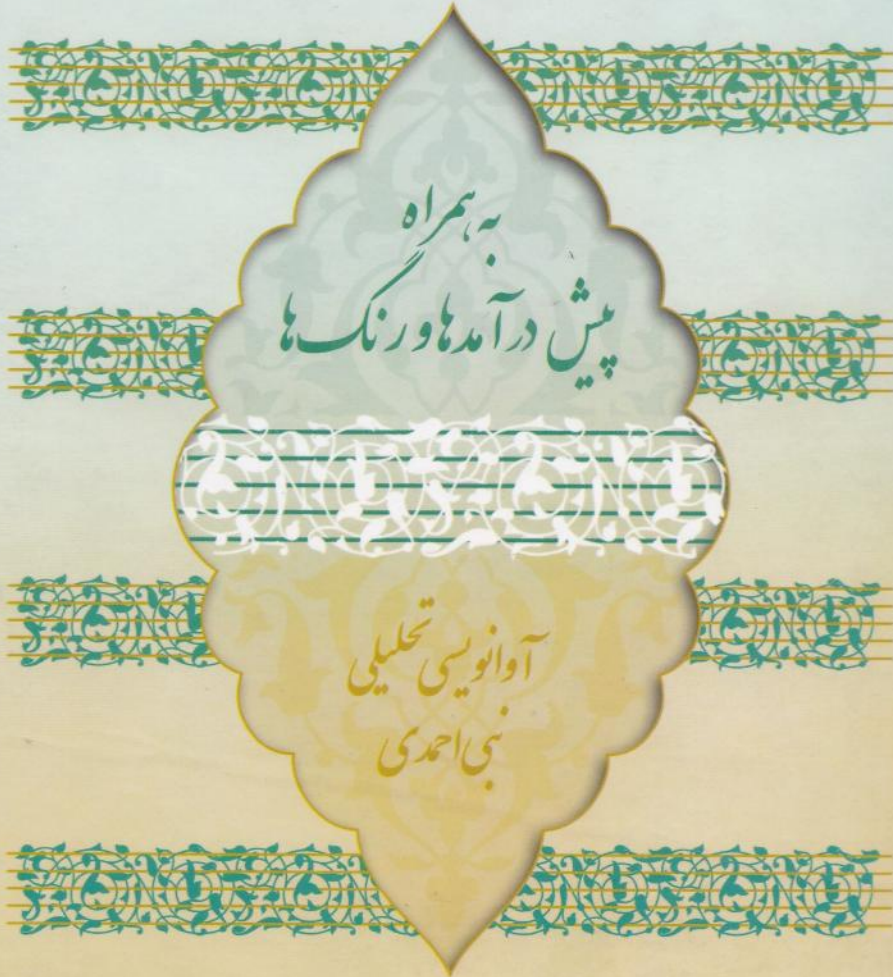 به همراه
پیش درآمدها و رنگ‌ها
آوانویسی تحلیلی
نبی احمدی